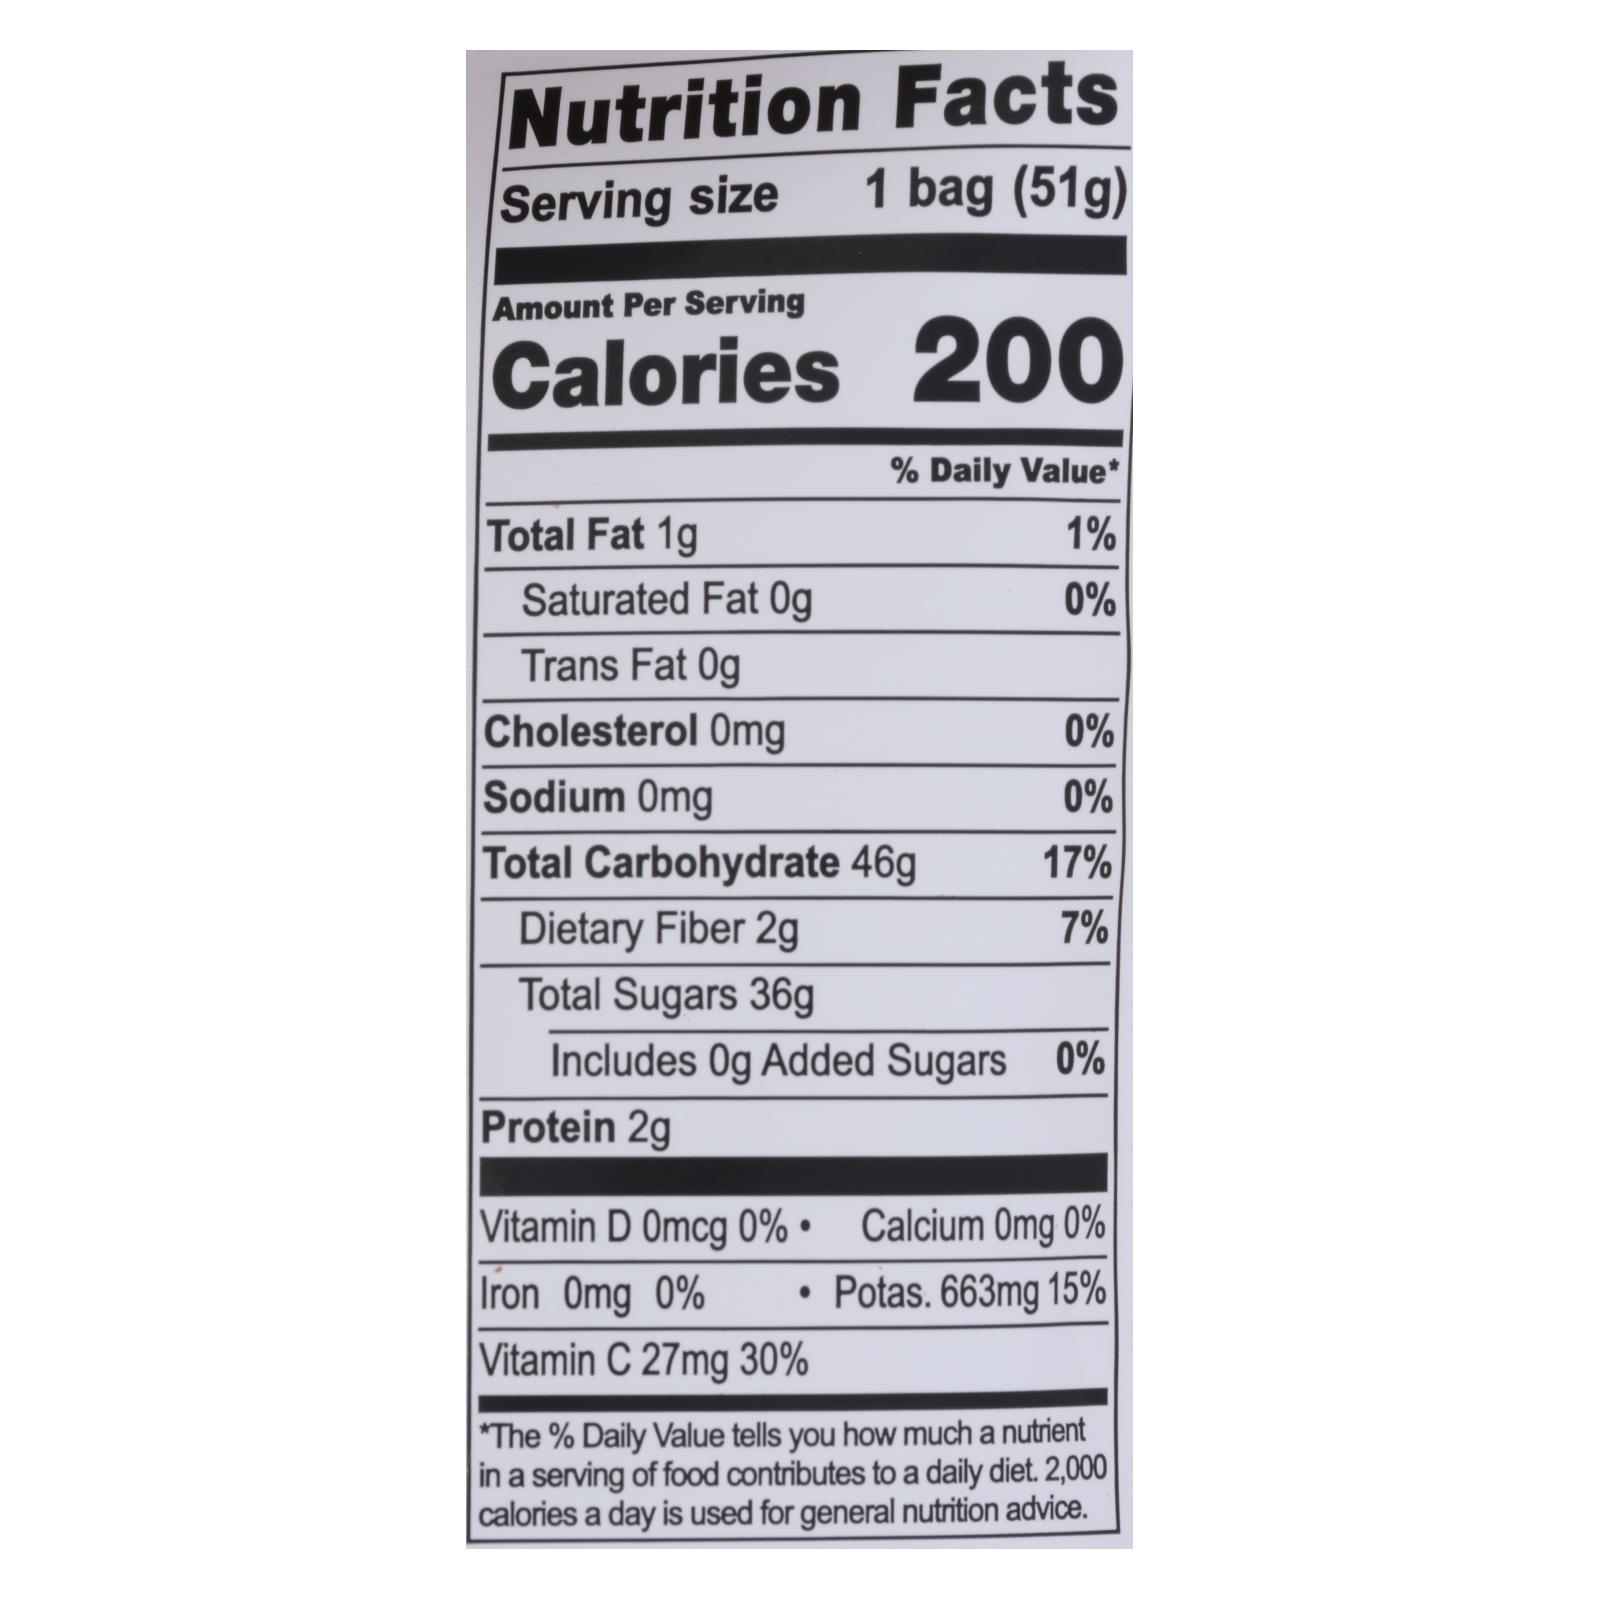 Nutrition Facts
Serving size 1 bag (51g)
Amount Per Serving
Calories 200
% Daily Value*
Total Fat 1g 1%
Saturated Fat 0g 0%
Trans Fat 0g
Cholesterol 0mg 0%
Sodium 0mg 0%
Total Carbohydrate 46g 17%
Dietary Fiber 2g 7%
Total Sugars 36g
Includes 0g Added Sugars 0%
Protein 2g
Vitamin D 0mcg 0% • Calcium 0mg 0%
Iron 0mg 0% • Potas. 663mg 15%
Vitamin C 27mg 30%
*The % Daily Value tells you how much a nutrient
in a serving of food contributes to a daily diet. 2,000
calories a day is used for general nutrition advice.